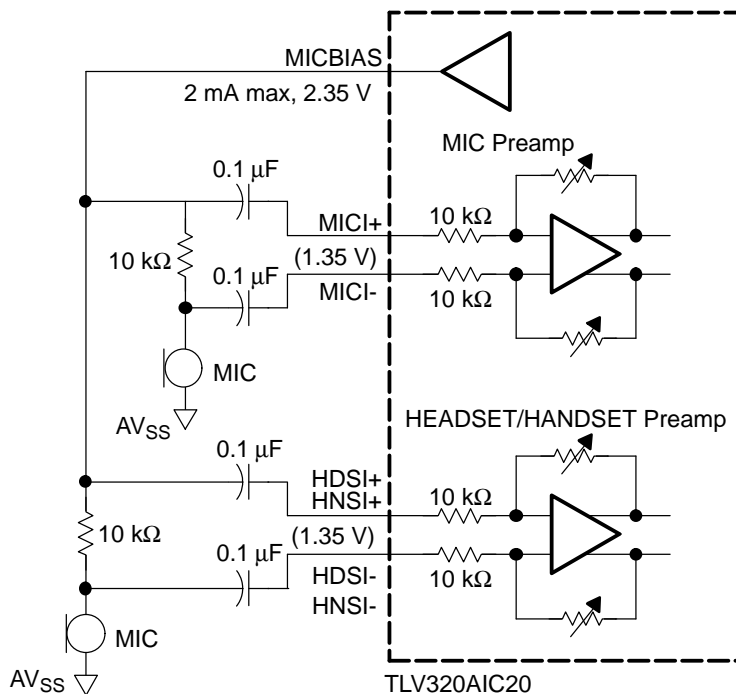 MICBIAS
2 mA max, 2.35 V
MIC Preamp
0.1 μF
MICI+
10 kΩ
10 kΩ
0.1 μF
(1.35 V)
MICI-
10 kΩ
MIC
AVSS
HEADSET/HANDSET Preamp
0.1 μF
HDSI+
HNSI+
10 kΩ
10 kΩ
0.1 μF
(1.35 V)
10 kΩ
HDSI-
HNSI-
MIC
AVSS
TLV320AIC20